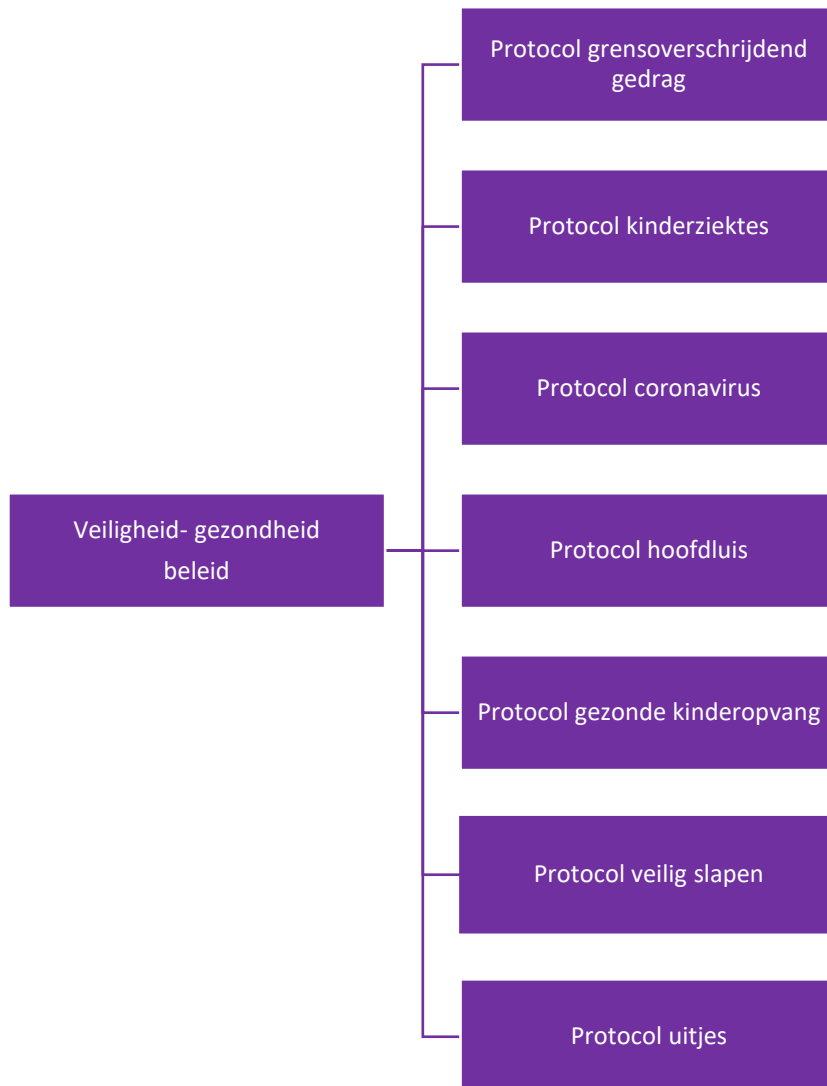 Protocol grensoverschrijdend
gedrag
Protocol kinderziektes
Protocol coronavirus
Veiligheid- gezondheid
beleid
Protocol hoofdluis
Protocol gezonde kinderopvang
Protocol veilig slapen
Protocol uitjes